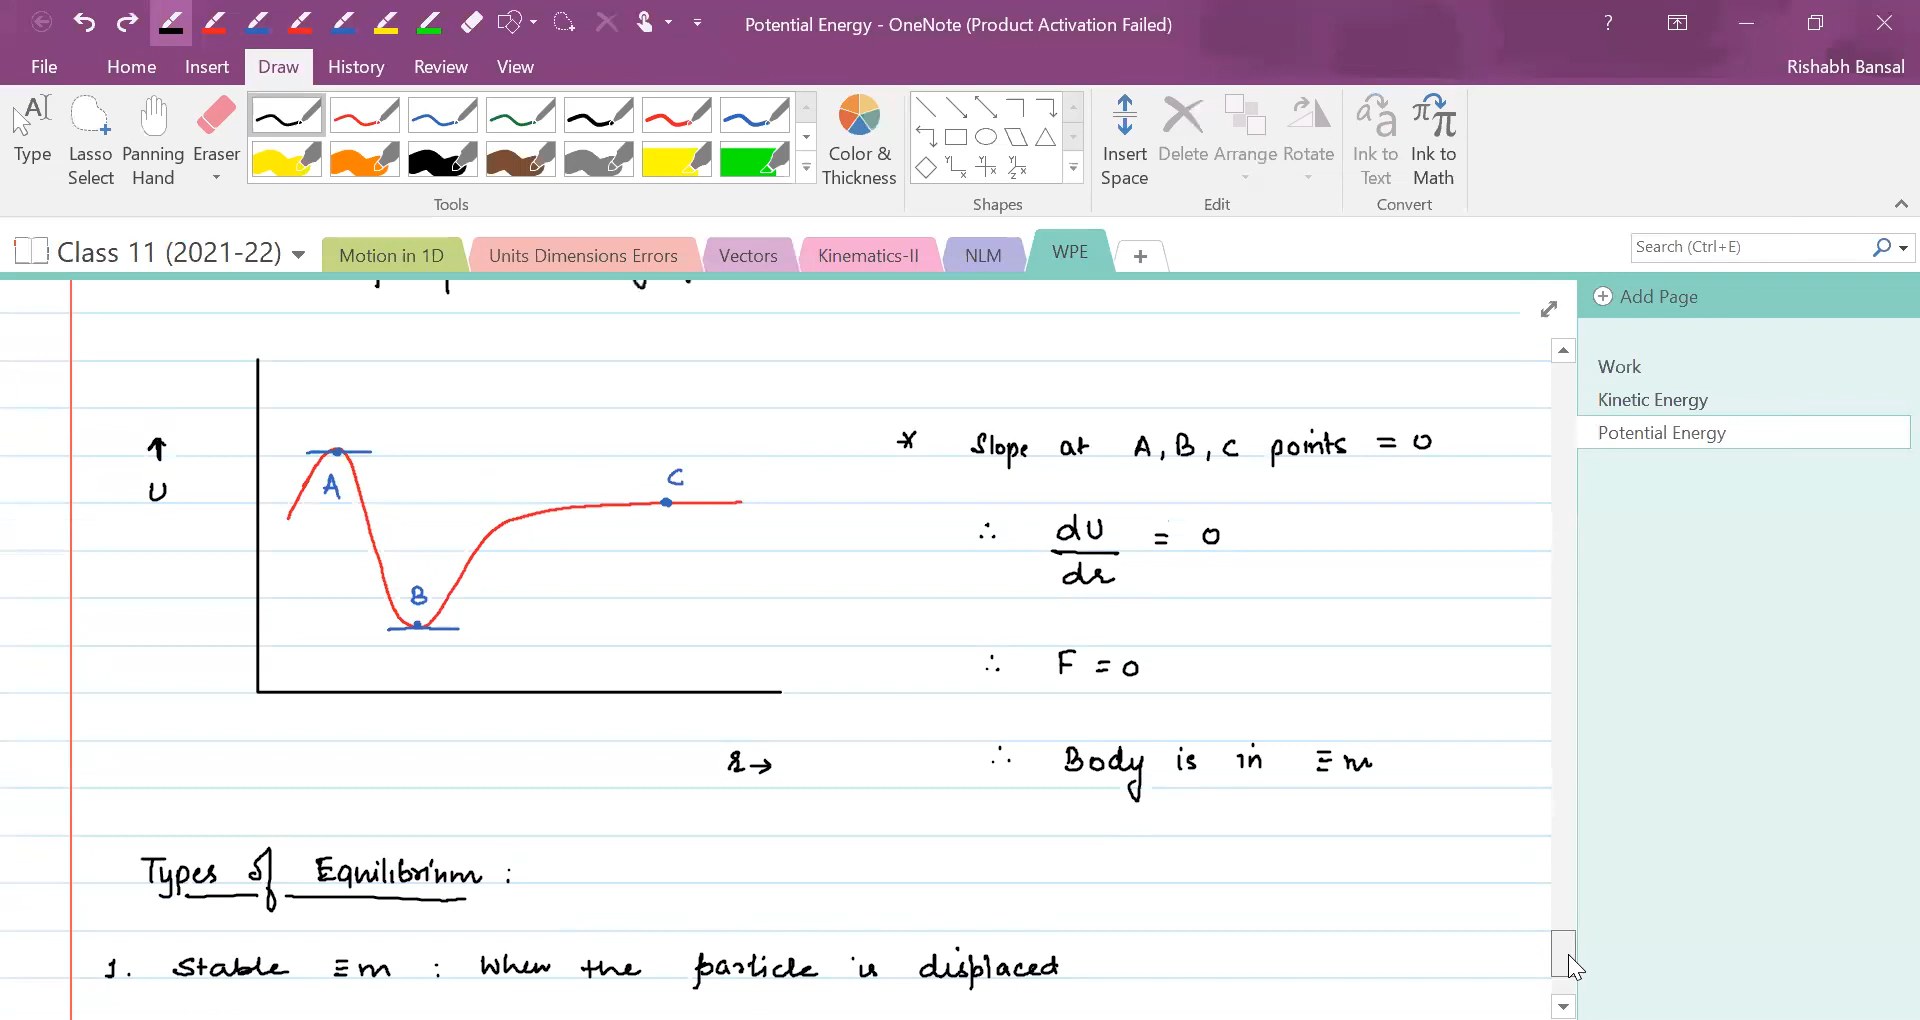 Potential Energy - OneNote (Product Activation Failed)
?
File Home Insert Draw History Review View
Rishabh Bansal
Type
Lasso Select
Panning Hand
Eraser
Color & Thickness
Insert Space
Delete
Arrange
Rotate
Ink to Text
Ink to Math
Tools
Shapes
Edit
Convert
Class 11 (2021-22)
Motion in 1D
Units Dimensions Errors
Vectors
Kinematics-II
NLM
WPE
+
Search (Ctrl+E)
Add Page
Work
Kinetic Energy
Potential Energy
↑
U
A
B
C
r →
* Slope at A, B, C points = 0
∴ dU/dr = 0
∴ F = 0
∴ Body is in Ξm
Types of Equilibrium :
1. Stable Ξm : When the particle is displaced